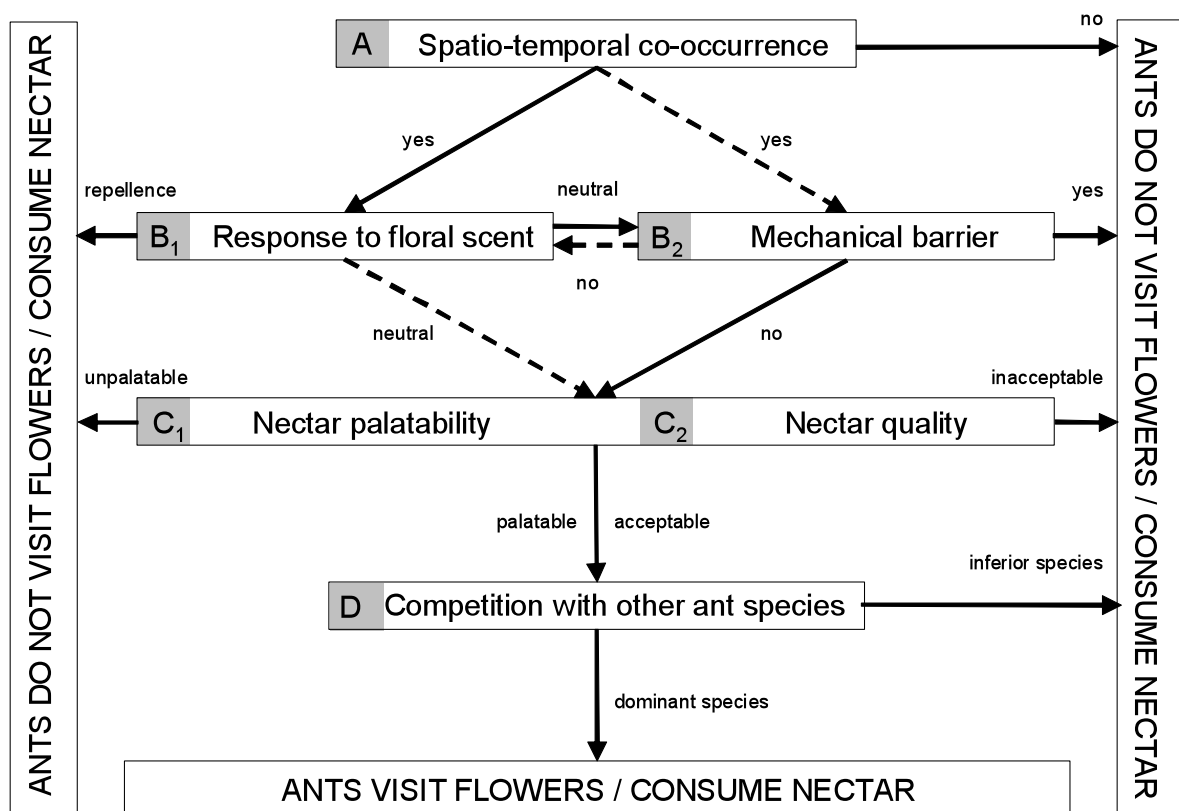 ANTS DO NOT VISIT FLOWERS / CONSUME NECTAR
A Spatio-temporal co-occurrence
no
ANTS DO NOT VISIT FLOWERS / CONSUME NECTAR
yes
yes
repellence
neutral
yes
B1 Response to floral scent
B2 Mechanical barrier
no
neutral
no
unpalatable
inacceptable
C1 Nectar palatability
C2 Nectar quality
palatable
acceptable
inferior species
D Competition with other ant species
dominant species
ANTS VISIT FLOWERS / CONSUME NECTAR